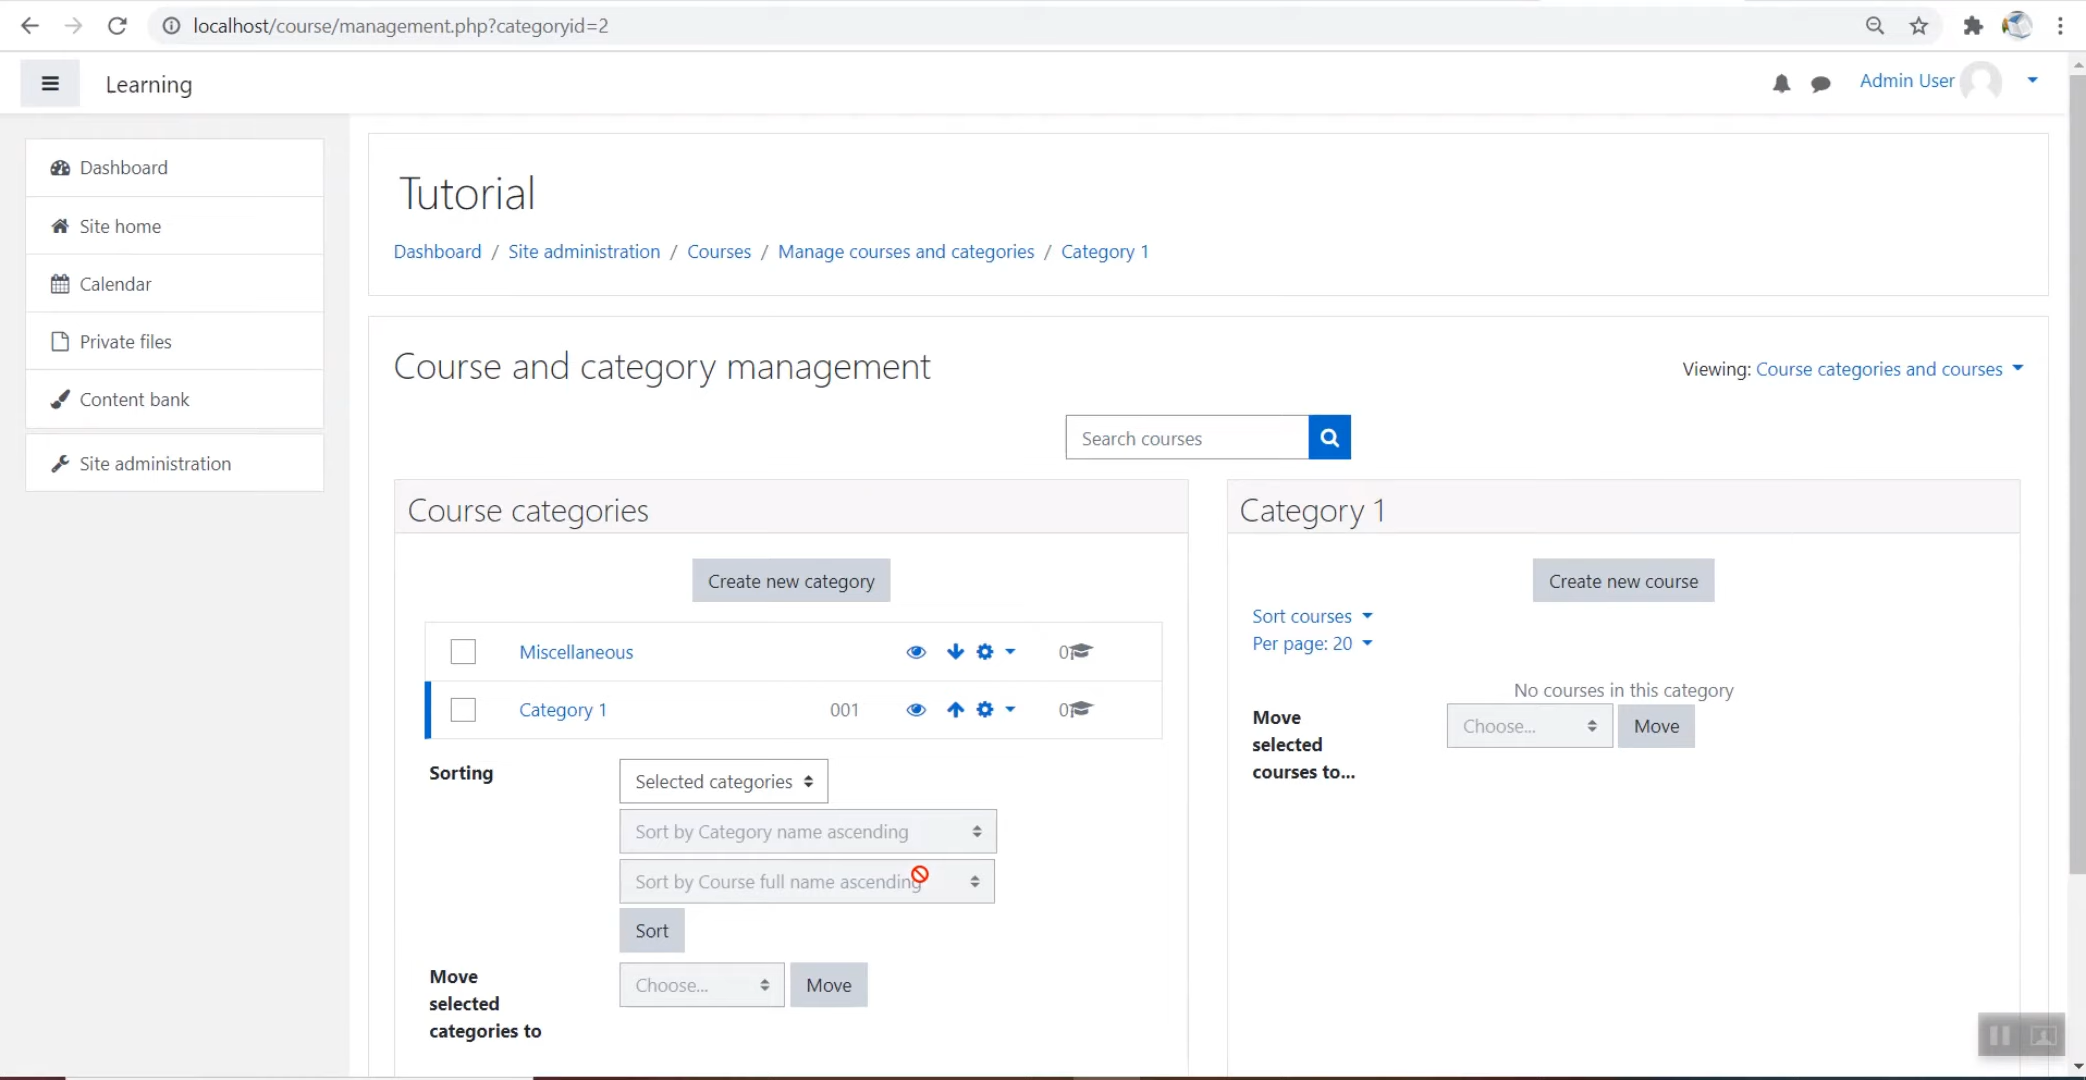 localhost/course/management.php?categoryid=2
Learning
Admin User
Dashboard
Site home
Calendar
Private files
Content bank
Site administration
Tutorial
Dashboard / Site administration / Courses / Manage courses and categories / Category 1
Course and category management
Viewing: Course categories and courses
Search courses
Course categories
Create new category
Miscellaneous 0
Category 1 001 0
Sorting
Selected categories
Sort by Category name ascending
Sort by Course full name ascending
Sort
Move
selected
categories to
Choose...
Move
Category 1
Create new course
Sort courses
Per page: 20
No courses in this category
Move
selected
courses to...
Choose...
Move